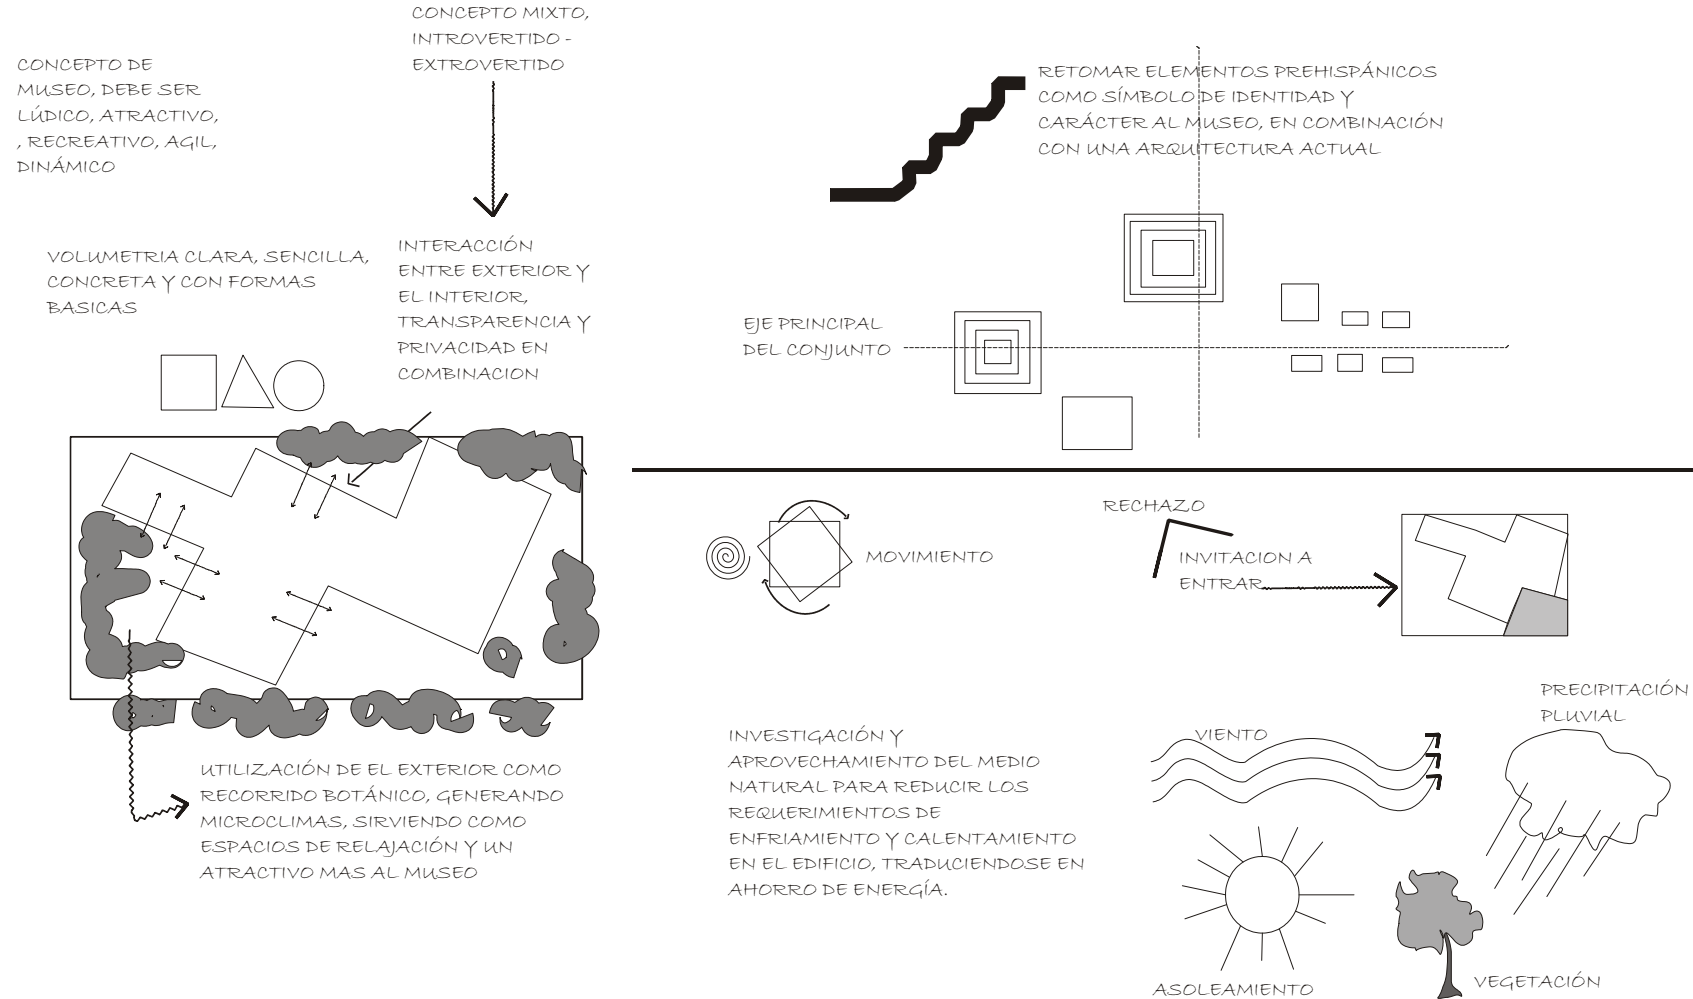 CONCEPTO MIXTO,
INTROVERTIDO -
EXTROVERTIDO
CONCEPTO DE
MUSEO, DEBE SER
LÚDICO, ATRACTIVO,
, RECREATIVO, AGIL,
DINÁMICO
RETOMAR ELEMENTOS PREHISPÁNICOS
COMO SÍMBOLO DE IDENTIDAD Y
CARÁCTER AL MUSEO, EN COMBINACIÓN
CON UNA ARQUITECTURA ACTUAL
VOLUMETRIA CLARA, SENCILLA,
CONCRETA Y CON FORMAS
BASICAS
INTERACCIÓN
ENTRE EXTERIOR Y
EL INTERIOR,
TRANSPARENCIA Y
PRIVACIDAD EN
COMBINACION
EJE PRINCIPAL
DEL CONJUNTO
MOVIMIENTO
RECHAZO
INVITACION A
ENTRAR
UTILIZACIÓN DE EL EXTERIOR COMO
RECORRIDO BOTÁNICO, GENERANDO
MICROCLIMAS, SIRVIENDO COMO
ESPACIOS DE RELAJACIÓN Y UN
ATRACTIVO MAS AL MUSEO
INVESTIGACIÓN Y
APROVECHAMIENTO DEL MEDIO
NATURAL PARA REDUCIR LOS
REQUERIMIENTOS DE
ENFRIAMIENTO Y CALENTAMIENTO
EN EL EDIFICIO, TRADUCIENDOSE EN
AHORRO DE ENERGÍA.
VIENTO
PRECIPITACIÓN
PLUVIAL
ASOLEAMIENTO
VEGETACIÓN